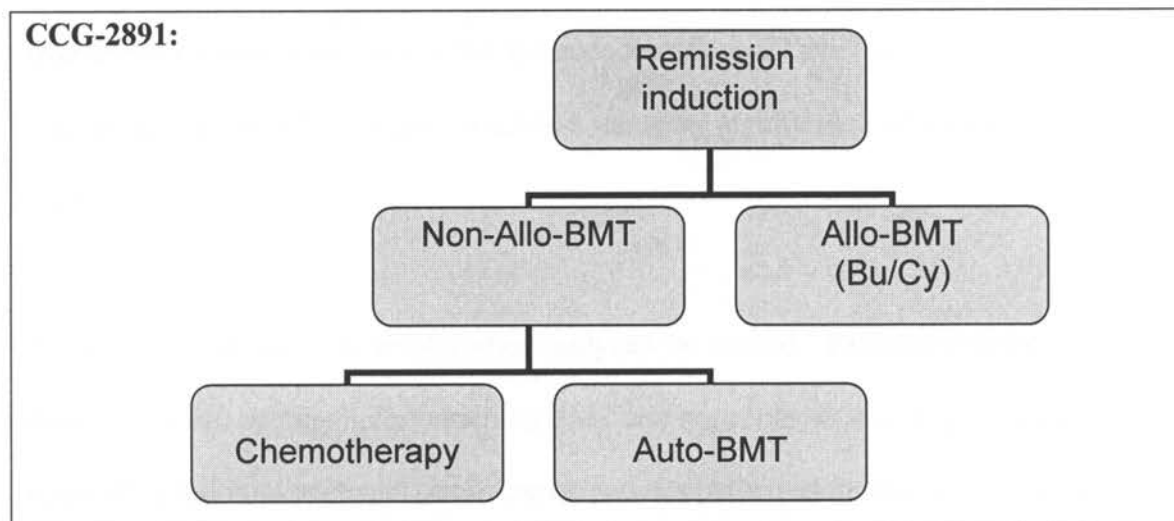 CCG-2891:
Remission
induction
Non-Allo-BMT
Allo-BMT
(Bu/Cy)
Chemotherapy
Auto-BMT